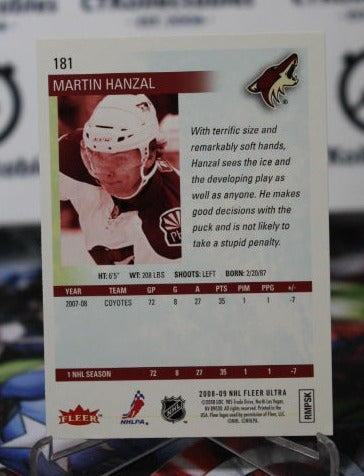 181
MARTIN HANZAL
With terrific size and
remarkably soft hands,
Hanzal sees the ice and
the developing play as
well as anyone. He makes
good decisions with the
puck and is not likely to
take a stupid penalty.
HT: 6'5" WT: 208 LBS SHOOTS: LEFT BORN: 2/20/87
YEAR TEAM GP G A PTS PIM PPG +/-
2007-08 COYOTES 72 8 27 35 1 1 -7
1 NHL SEASON 72 8 27 35 1 1 -7
2008-09 NHL FLEER ULTRA
FLEER
NHLPA
NHL
RMPSK